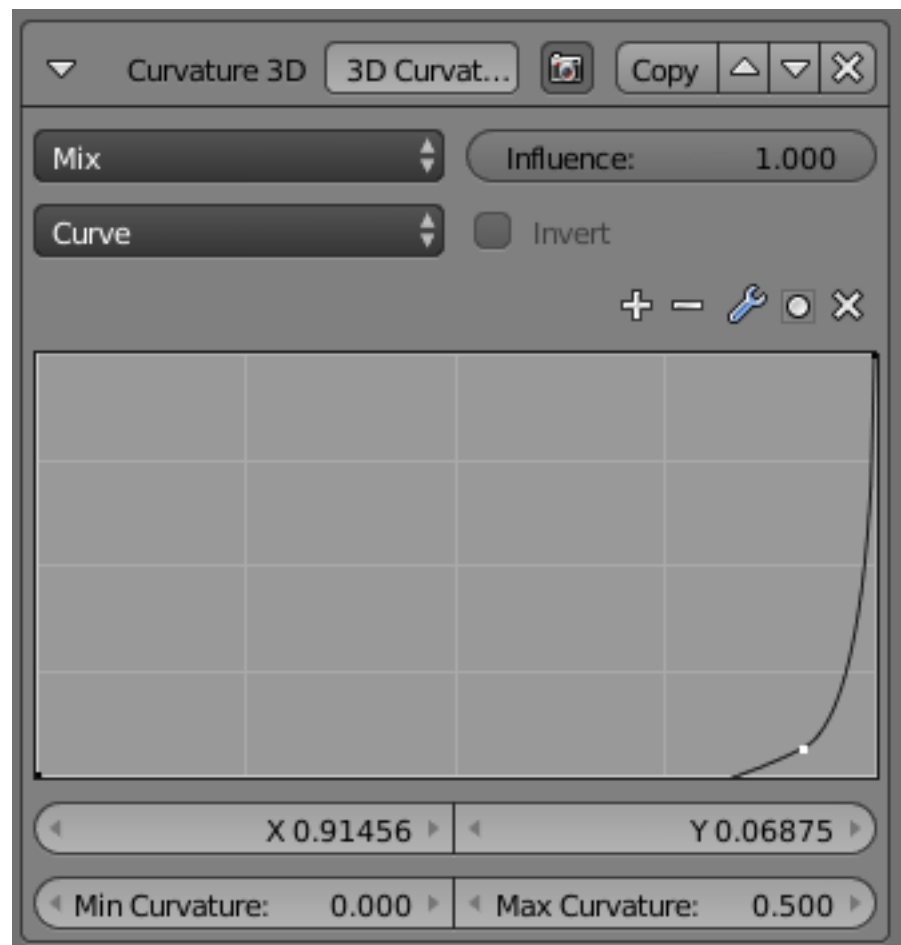 Curvature 3D 3D Curvat... Copy
Mix Influence: 1.000
Curve Invert
X 0.91456 Y 0.06875
Min Curvature: 0.000 Max Curvature: 0.500